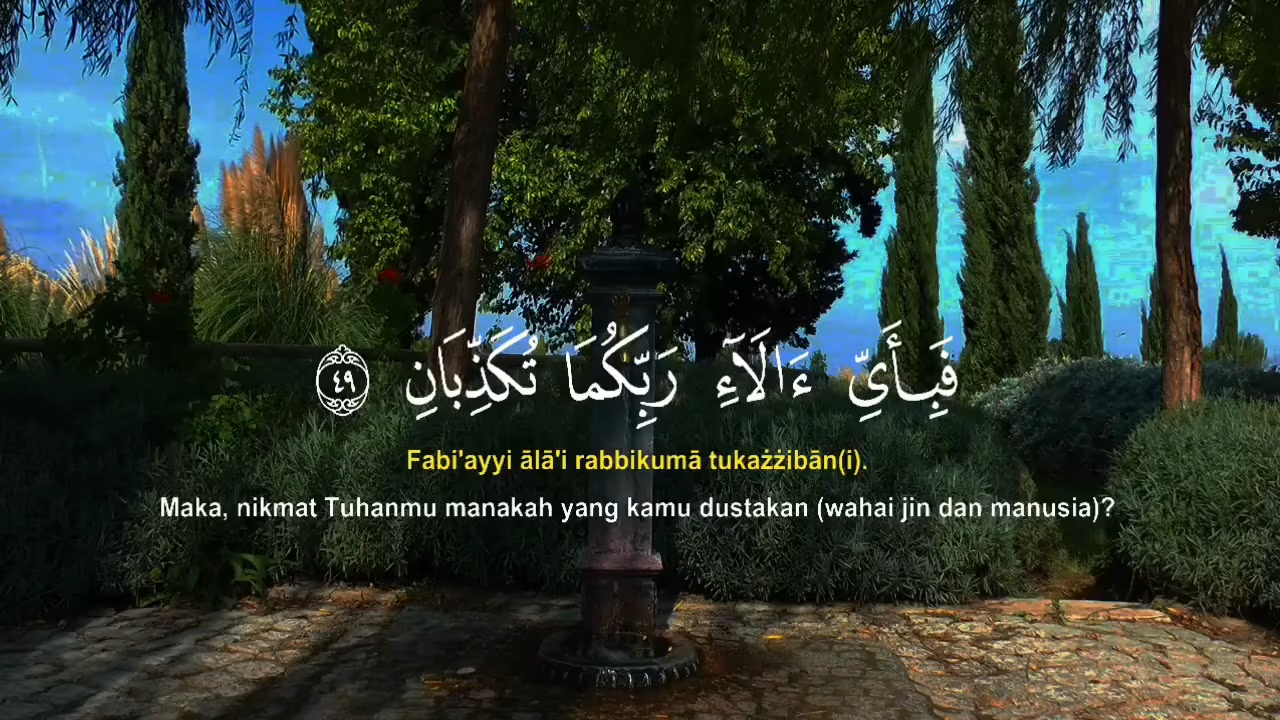 فَبِأَيِّ ءَالَآءِ رَبِّكُمَا تُكَذِّبَانِ ٤٩
Fabi'ayyi ālā'i rabbikumā tukażżibān(i).
Maka, nikmat Tuhanmu manakah yang kamu dustakan (wahai jin dan manusia)?